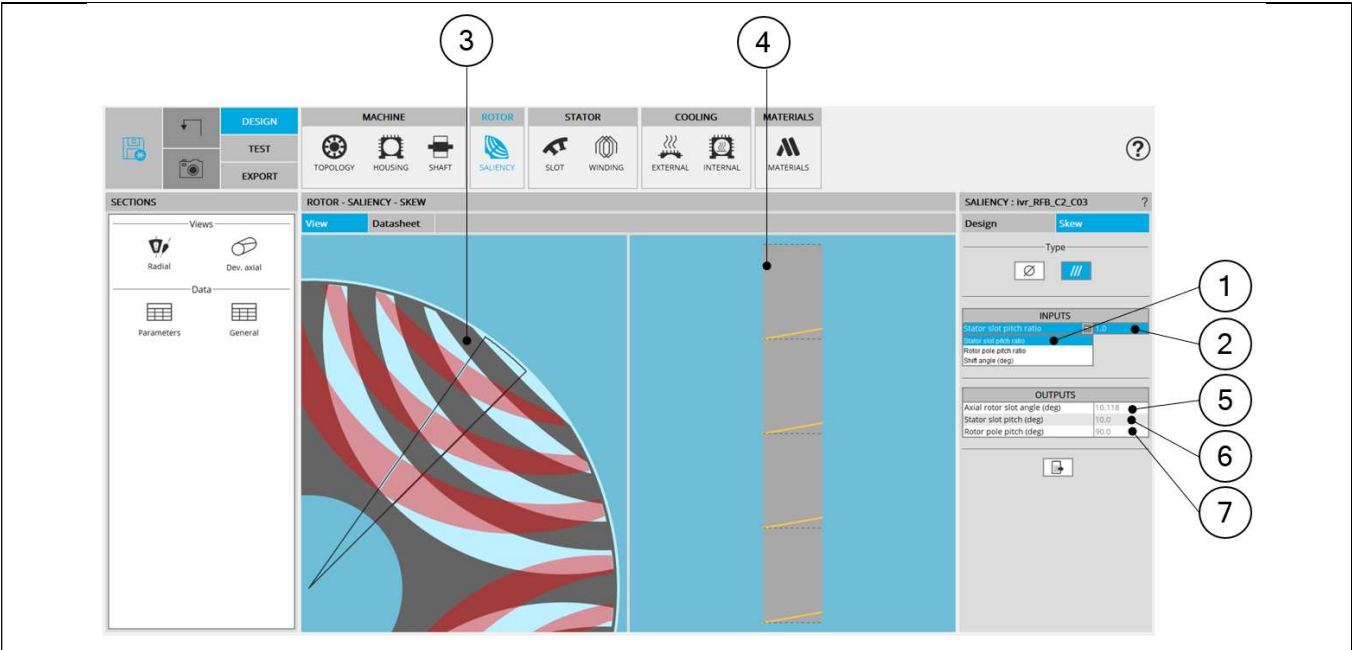 3
4
DESIGN
TEST
EXPORT
MACHINE
TOPOLOGY
HOUSING
SHAFT
ROTOR
SALIENCY
STATOR
SLOT
WINDING
COOLING
EXTERNAL
INTERNAL
MATERIALS
MATERIALS
?
SECTIONS
Views
Radial
Dev. axial
Data
Parameters
General
ROTOR - SALIENCY - SKEW
View
Datasheet
SALIENCY : ivr_RFB_C2_C03
?
Design
Skew
Type
INPUTS
Stator slot pitch ratio 1.0
Stator slot pitch ratio
Rotor pole pitch ratio
Shift angle (deg)
OUTPUTS
Axial rotor slot angle (deg) 10.118
Stator slot pitch (deg) 10.0
Rotor pole pitch (deg) 90.0
1
2
5
6
7